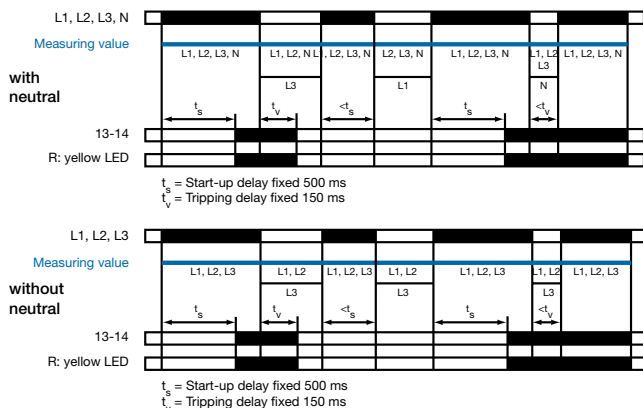 L1, L2, L3, N
Measuring value
L1, L2, L3, N L1, L2, N L1, L2, L3, N L2, L3, N L1, L2, L3, N L1, L2 L1, L2, L3, N
L3
with
neutral
L3 L1 N
ts tv <ts ts <tv
13-14
R: yellow LED
ts = Start-up delay fixed 500 ms
tv = Tripping delay fixed 150 ms
L1, L2, L3
Measuring value
L1, L2, L3 L1, L2 L1, L2, L3 L1, L2 L1, L2, L3 L1, L2 L1, L2, L3
without
neutral
L3 L3 L3
ts tv <ts ts <tv
13-14
R: yellow LED
ts = Start-up delay fixed 500 ms
tv = Tripping delay fixed 150 ms